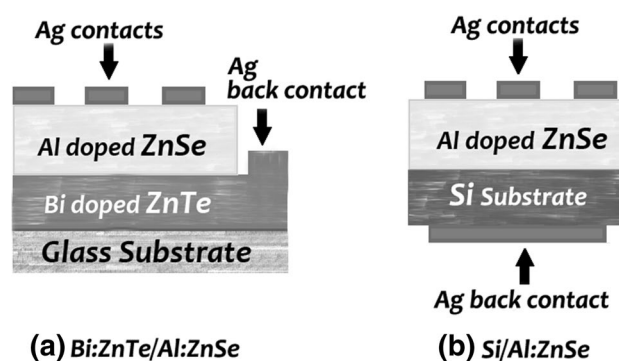 Ag contacts
Ag
back contact
Al doped ZnSe
Bi doped ZnTe
Glass Substrate
(a) Bi:ZnTe/Al:ZnSe
Ag contacts
Al doped ZnSe
Si Substrate
Ag back contact
(b) Si/Al:ZnSe